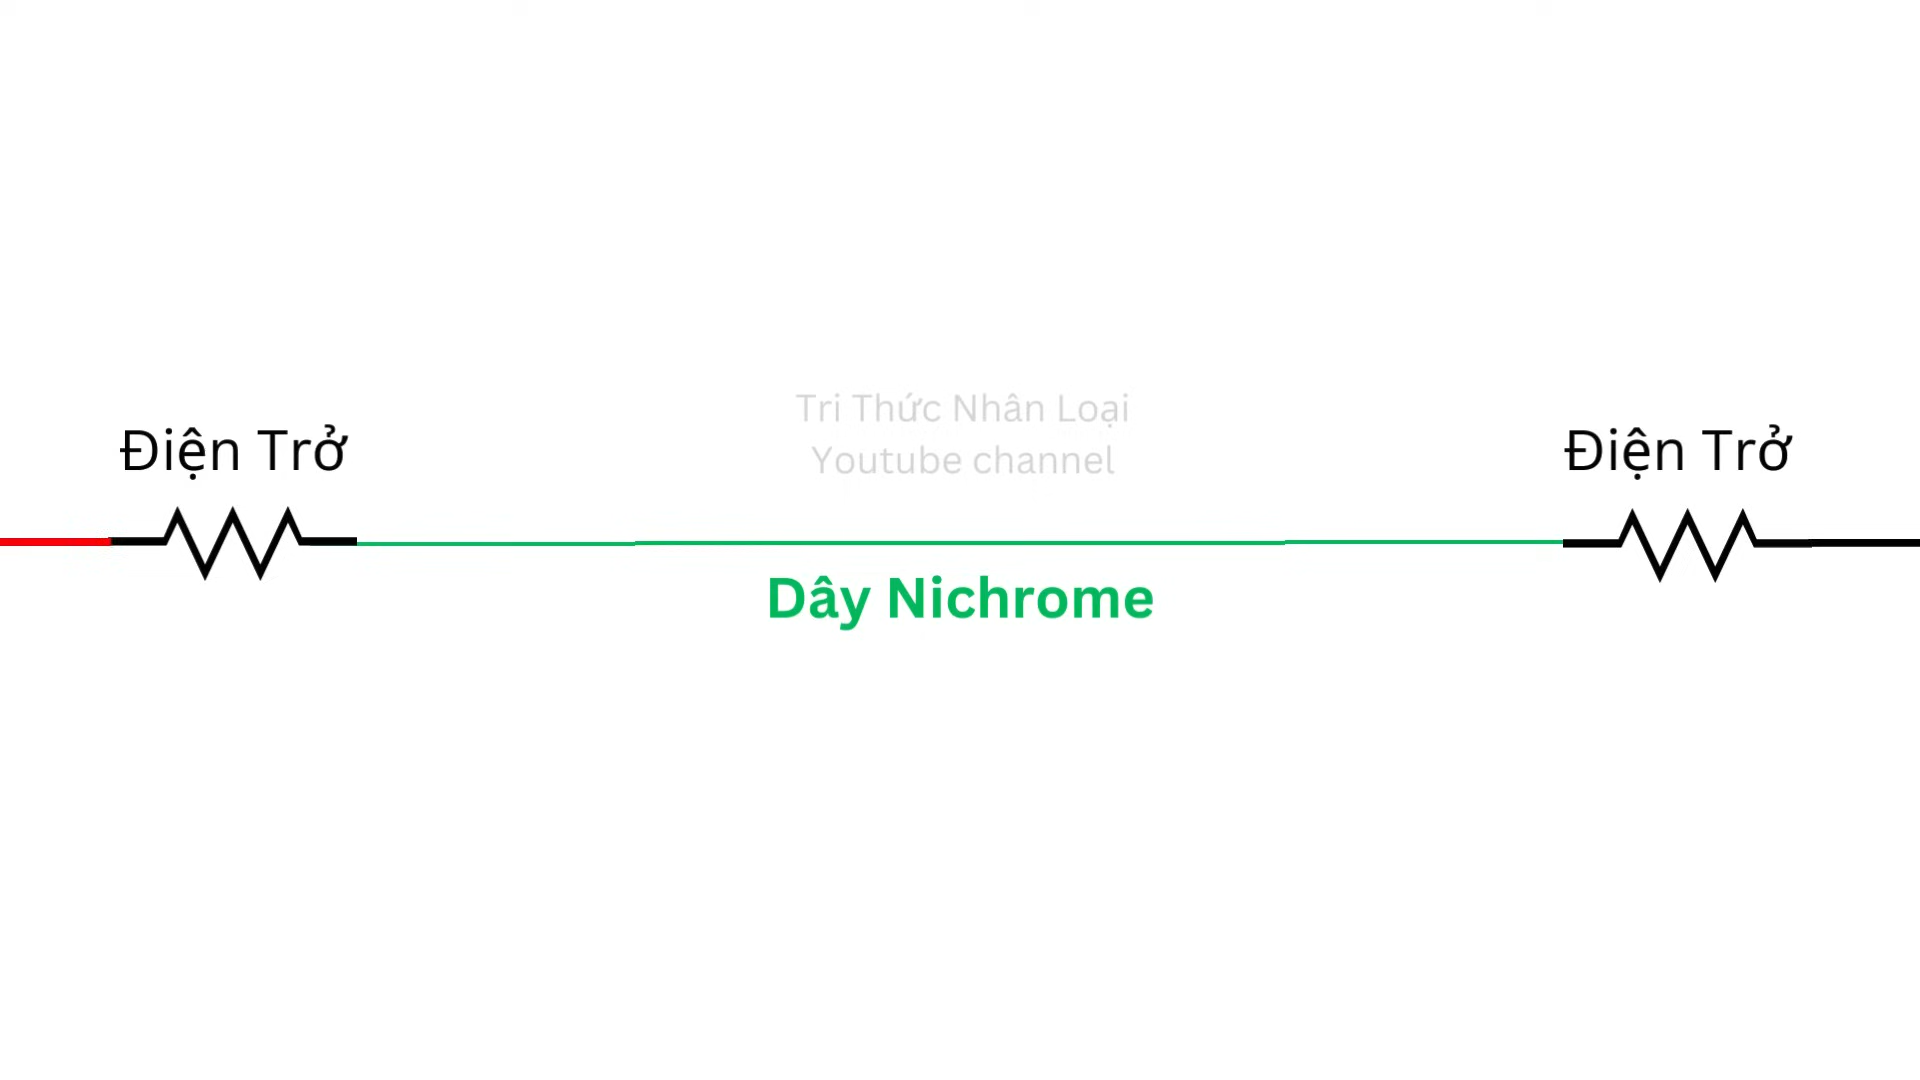 Tri Thức Nhân Loại
Youtube channel
Điện Trở
Điện Trở
Dây Nichrome